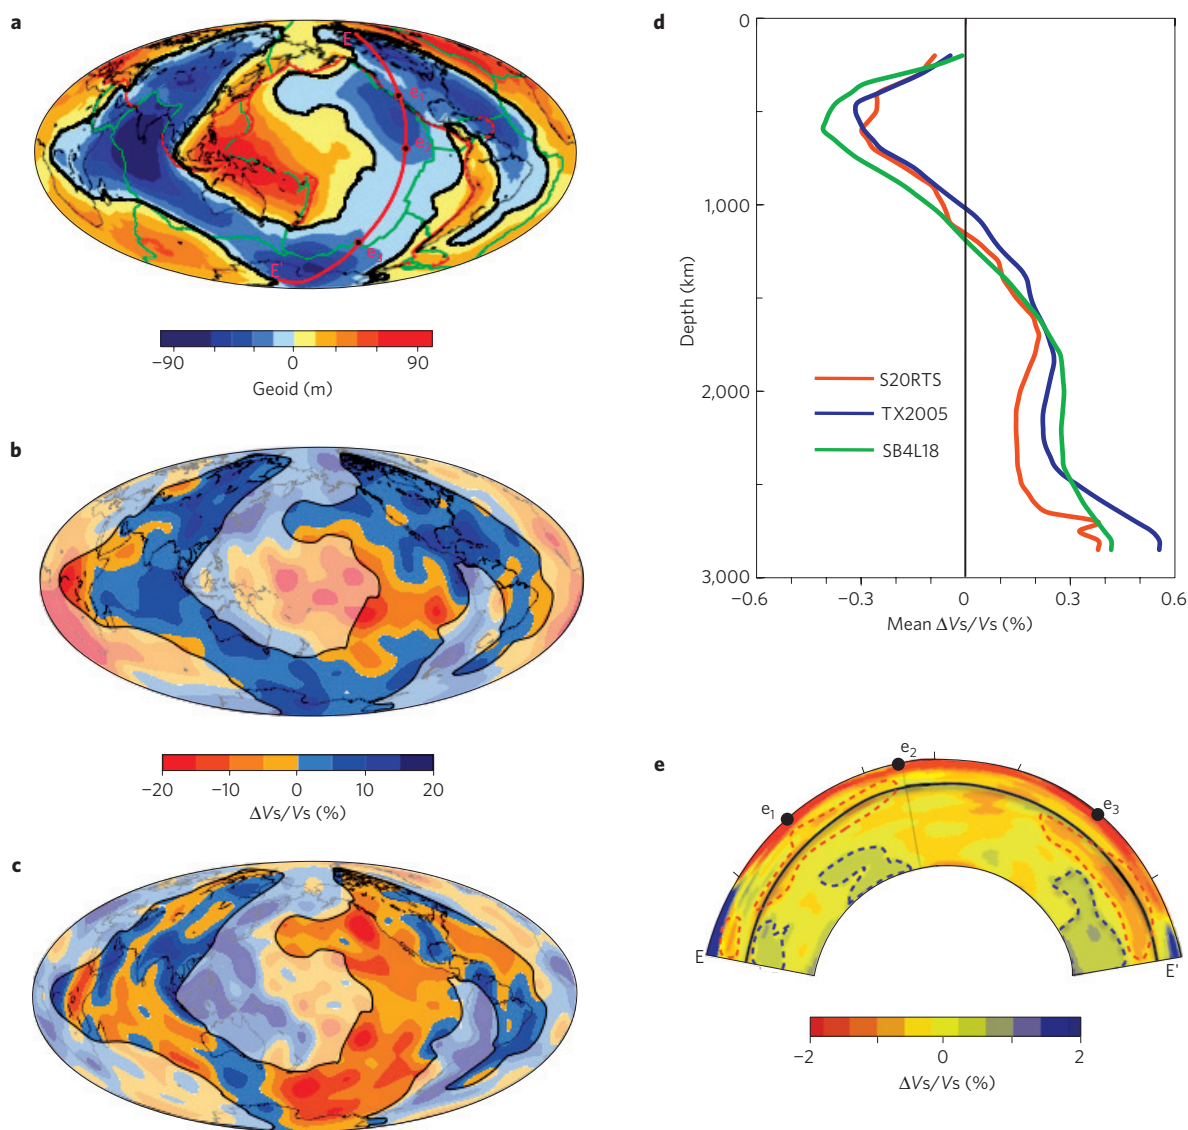 a
E
e1
e2
e3
E'
−90
0
90
Geoid (m)
b
−20
−10
0
10
20
ΔVs/Vs (%)
c
d
0
1,000
2,000
3,000
Depth (km)
S20RTS
TX2005
SB4L18
−0.6
−0.3
0
0.3
0.6
Mean ΔVs/Vs (%)
e
e1
e2
e3
E
E'
−2
0
2
ΔVs/Vs (%)